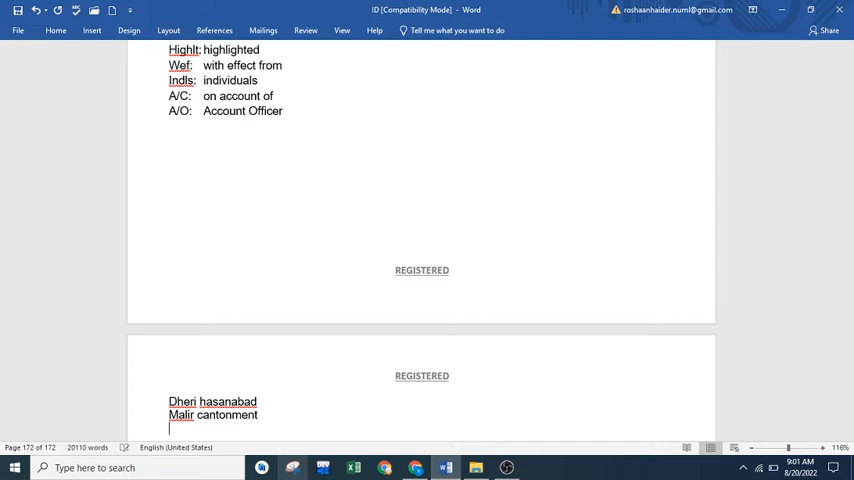 ID [Compatibility Mode] - Word
roshaanhaider.numl@gmail.com
File Home Insert Design Layout References Mailings Review View Help Tell me what you want to do Share
Highlt: highlighted
Wef: with effect from
Indls: individuals
A/C: on account of
A/O: Account Officer
REGISTERED
REGISTERED
Dheri hasanabad
Malir cantonment
Page 172 of 172 20110 words English (United States) 116%
Type here to search
9:01 AM
8/20/2022